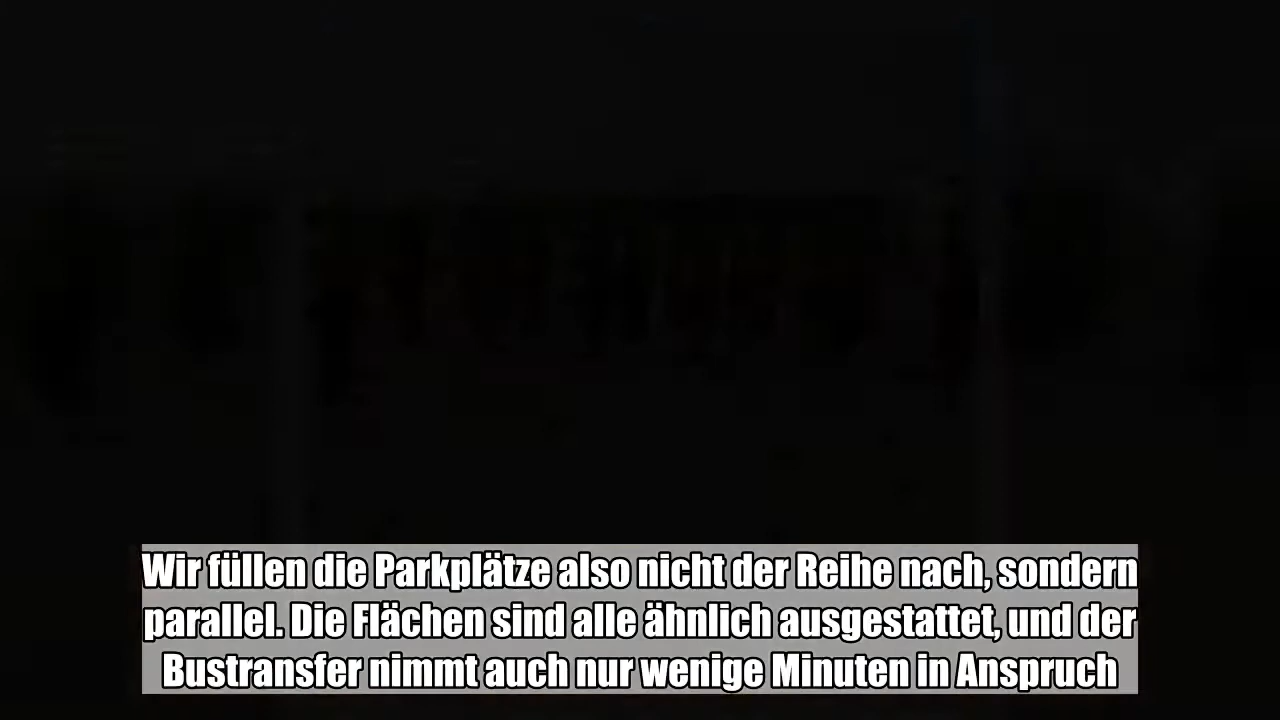 Wir füllen die Parkplätze also nicht der Reihe nach, sondern
parallel. Die Flächen sind alle ähnlich ausgestattet, und der
Bustransfer nimmt auch nur wenige Minuten in Anspruch